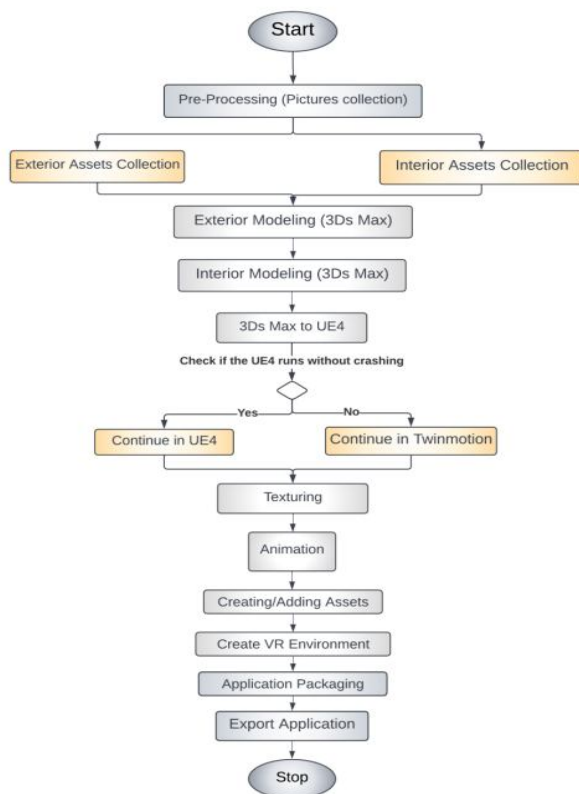 Start
Pre-Processing (Pictures collection)
Exterior Assets Collection
Interior Assets Collection
Exterior Modeling (3Ds Max)
Interior Modeling (3Ds Max)
3Ds Max to UE4
Check if the UE4 runs without crashing
Yes
No
Continue in UE4
Continue in Twinmotion
Texturing
Animation
Creating/Adding Assets
Create VR Environment
Application Packaging
Export Application
Stop